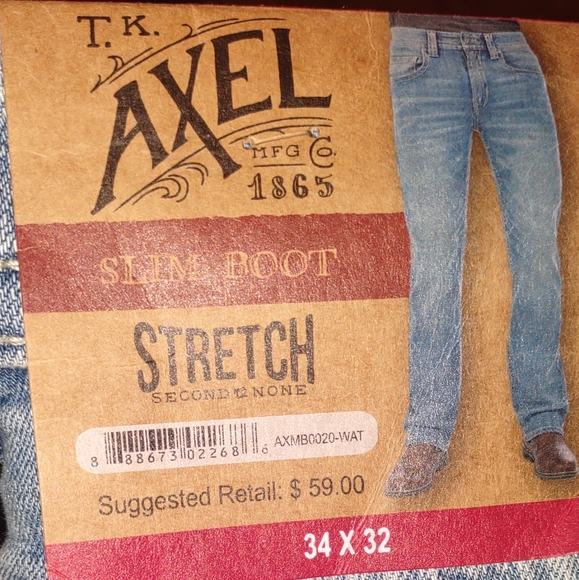 T. K.
AXEL
MFG Co.
1865
SLIM BOOT
STRETCH
SECOND 2 NONE
8 88673 02268 6 AXMB0020-WAT
Suggested Retail: $ 59.00
34 X 32